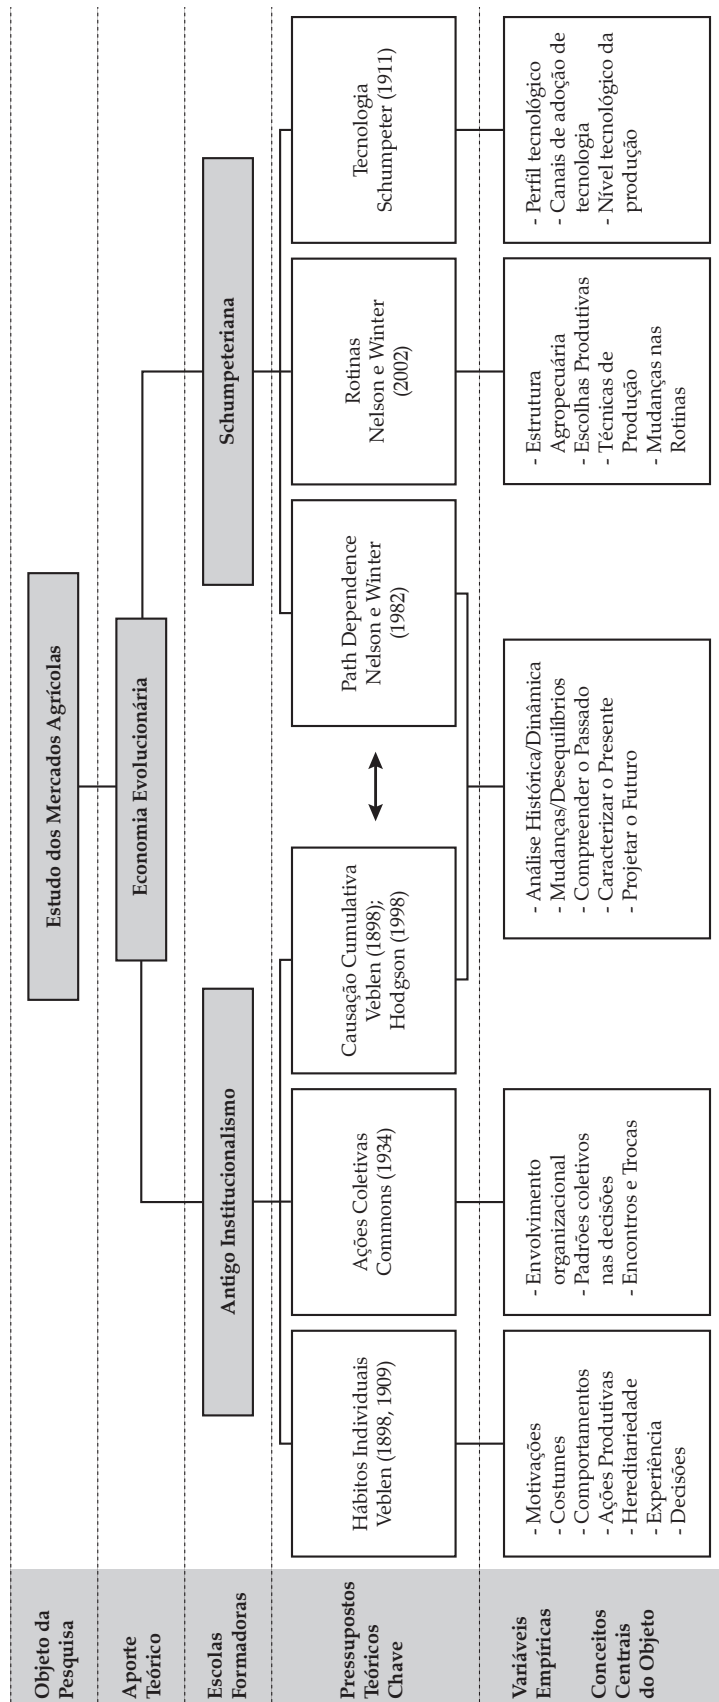 Objeto da
Pesquisa
Estudo dos Mercados Agrícolas
Aporte
Teórico
Economia Evolucionária
Escolas
Formadoras
Antigo Institucionalismo
Schumpeteriana
Pressupostos
Teóricos
Chave
Hábitos Individuais
Veblen (1898, 1909)
Ações Coletivas
Commons (1934)
Causação Cumulativa
Veblen (1898);
Hodgson (1998)
Path Dependence
Nelson e Winter
(1982)
Rotinas
Nelson e Winter
(2002)
Tecnologia
Schumpeter (1911)
Variáveis
Empíricas
Conceitos
Centrais
do Objeto
- Motivações
- Costumes
- Comportamentos
- Ações Produtivas
- Hereditariedade
- Experiência
- Decisões
- Envolvimento
organizacional
- Padrões coletivos
nas decisões
- Encontros e Trocas
- Análise Histórica/Dinâmica
- Mudanças/Desequilíbrios
- Compreender o Passado
- Caracterizar o Presente
- Projetar o Futuro
- Estrutura
Agropecuária
- Escolhas Produtivas
- Técnicas de
Produção
- Mudanças nas
Rotinas
- Perfil tecnológico
- Canais de adoção de
tecnologia
- Nível tecnológico da
produção